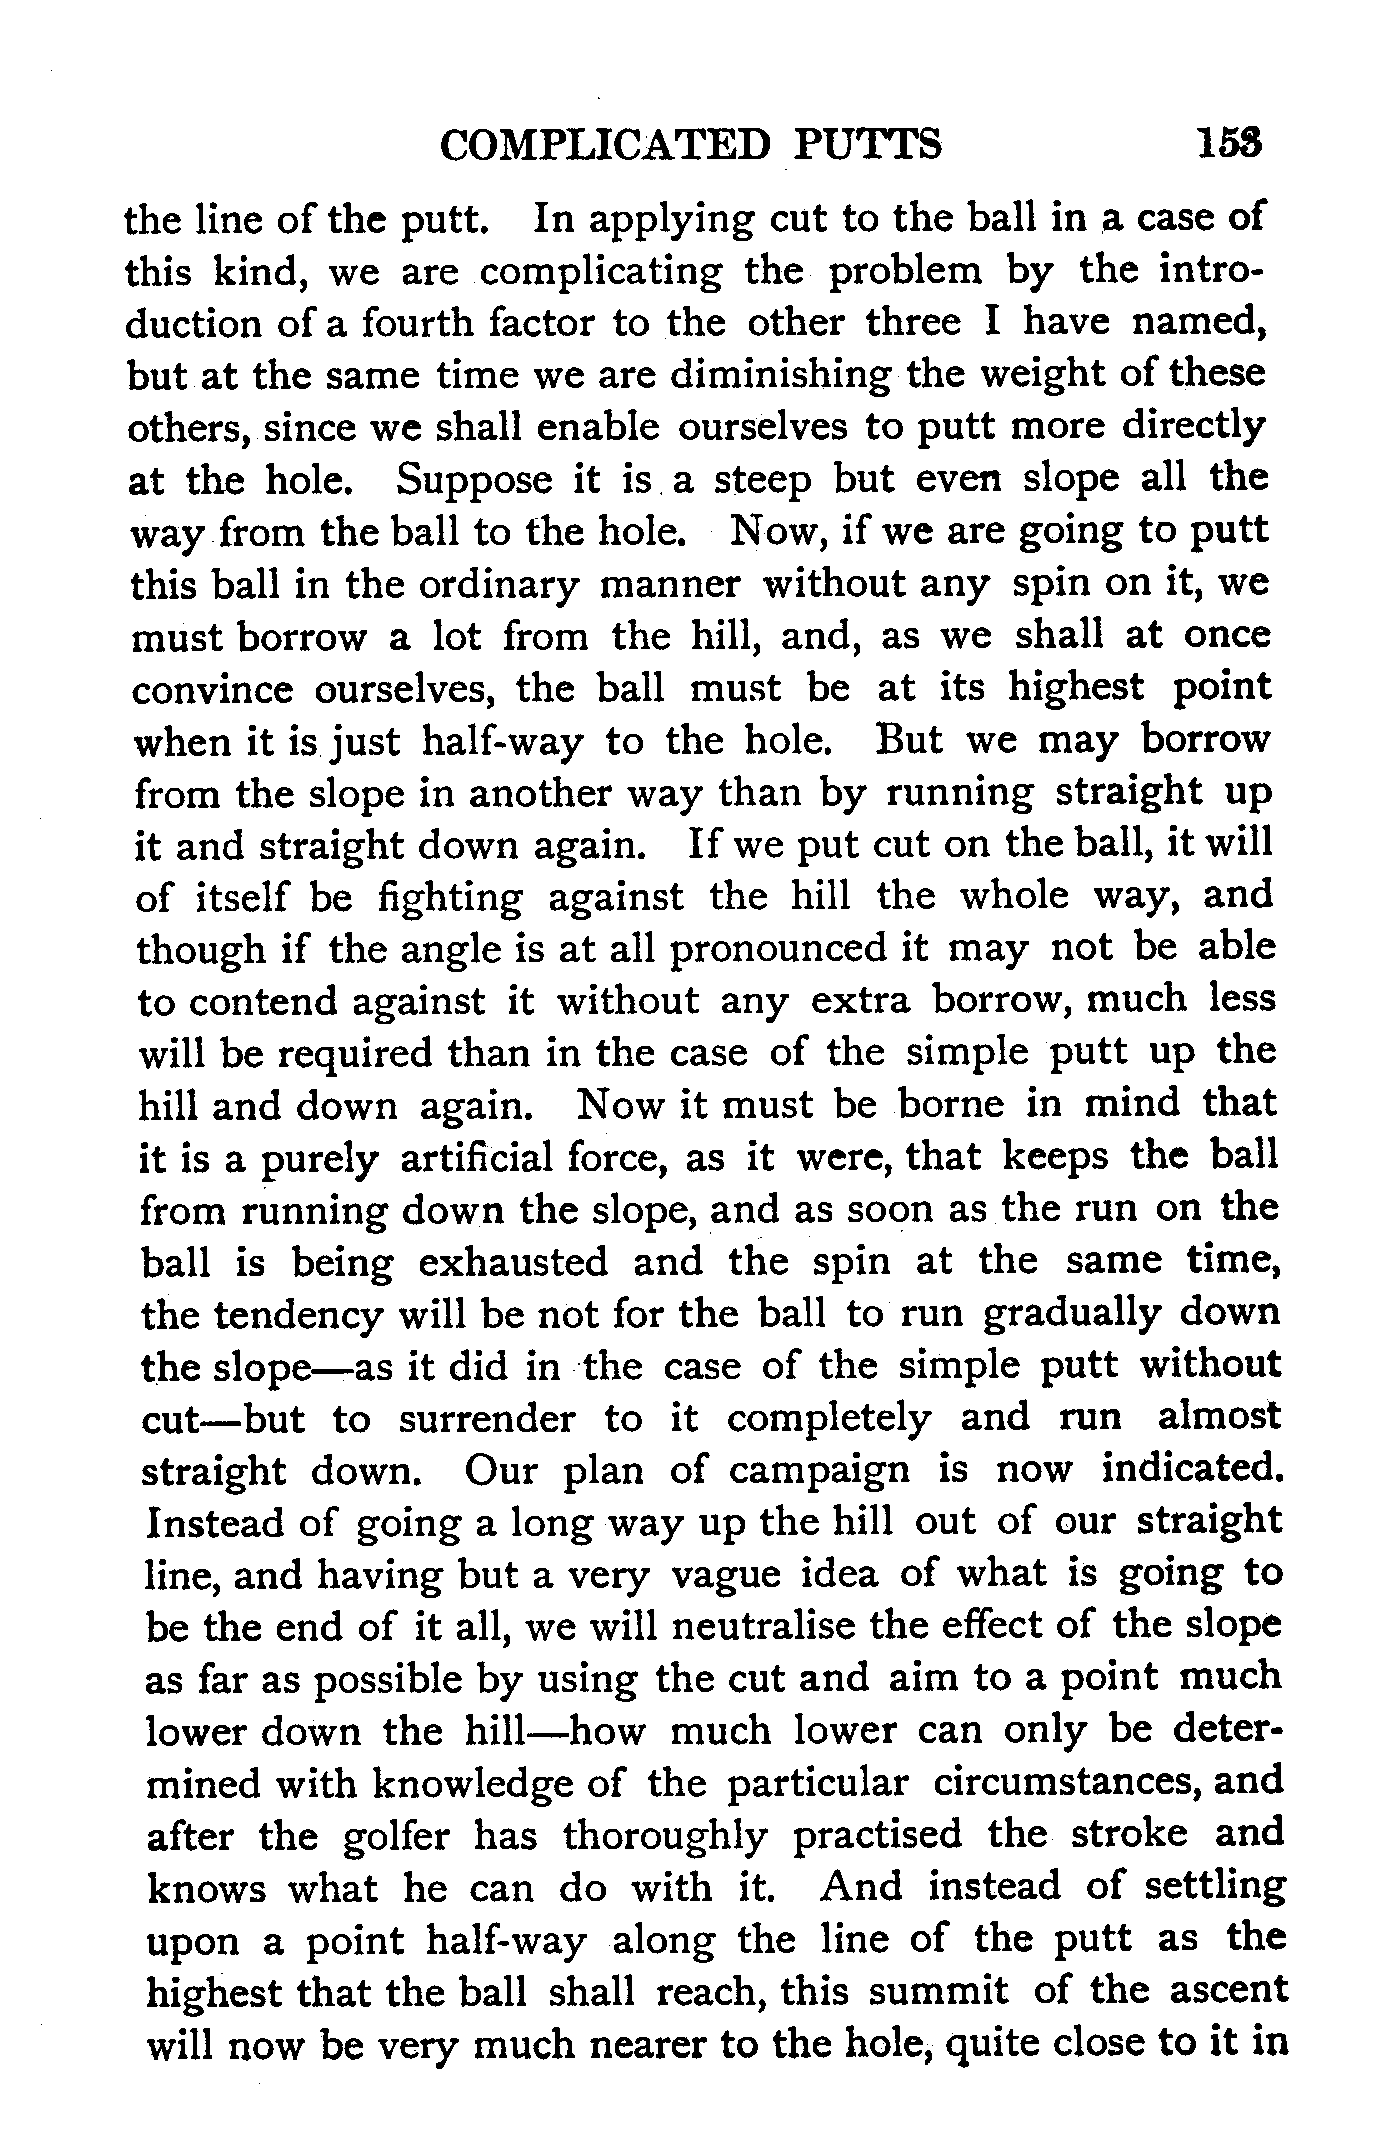 COMPLICATED PUTTS 153
the line of the putt. In applying cut to the ball in a case of
this kind, we are complicating the problem by the intro-
duction of a fourth factor to the other three I have named,
but at the same time we are diminishing the weight of these
others, since we shall enable ourselves to putt more directly
at the hole. Suppose it is a steep but even slope all the
way from the ball to the hole. Now, if we are going to putt
this ball in the ordinary manner without any spin on it, we
must borrow a lot from the hill, and, as we shall at once
convince ourselves, the ball must be at its highest point
when it is just half-way to the hole. But we may borrow
from the slope in another way than by running straight up
it and straight down again. If we put cut on the ball, it will
of itself be fighting against the hill the whole way, and
though if the angle is at all pronounced it may not be able
to contend against it without any extra borrow, much less
will be required than in the case of the simple putt up the
hill and down again. Now it must be borne in mind that
it is a purely artificial force, as it were, that keeps the ball
from running down the slope, and as soon as the run on the
ball is being exhausted and the spin at the same time,
the tendency will be not for the ball to run gradually down
the slope—as it did in the case of the simple putt without
cut—but to surrender to it completely and run almost
straight down. Our plan of campaign is now indicated.
Instead of going a long way up the hill out of our straight
line, and having but a very vague idea of what is going to
be the end of it all, we will neutralise the effect of the slope
as far as possible by using the cut and aim to a point much
lower down the hill—how much lower can only be deter-
mined with knowledge of the particular circumstances, and
after the golfer has thoroughly practised the stroke and
knows what he can do with it. And instead of settling
upon a point half-way along the line of the putt as the
highest that the ball shall reach, this summit of the ascent
will now be very much nearer to the hole, quite close to it in